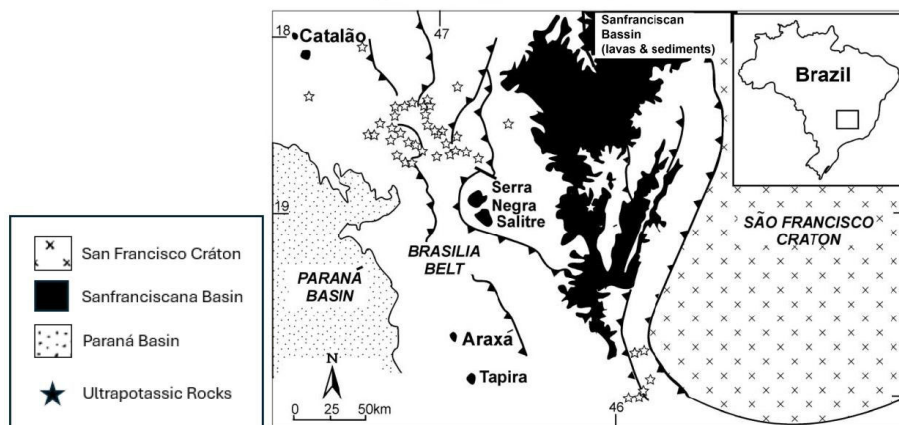 18
Catalão
47
Sanfranciscan
Bassin
(lavas & sediments)
Brazil
Serra
Negra
Salitre
19
SÃO FRANCISCO
CRATON
BRASILIA
BELT
PARANÁ
BASIN
Araxá
Tapira
N
0 25 50km
46
San Francisco Cráton
Sanfranciscana Basin
Paraná Basin
Ultrapotassic Rocks